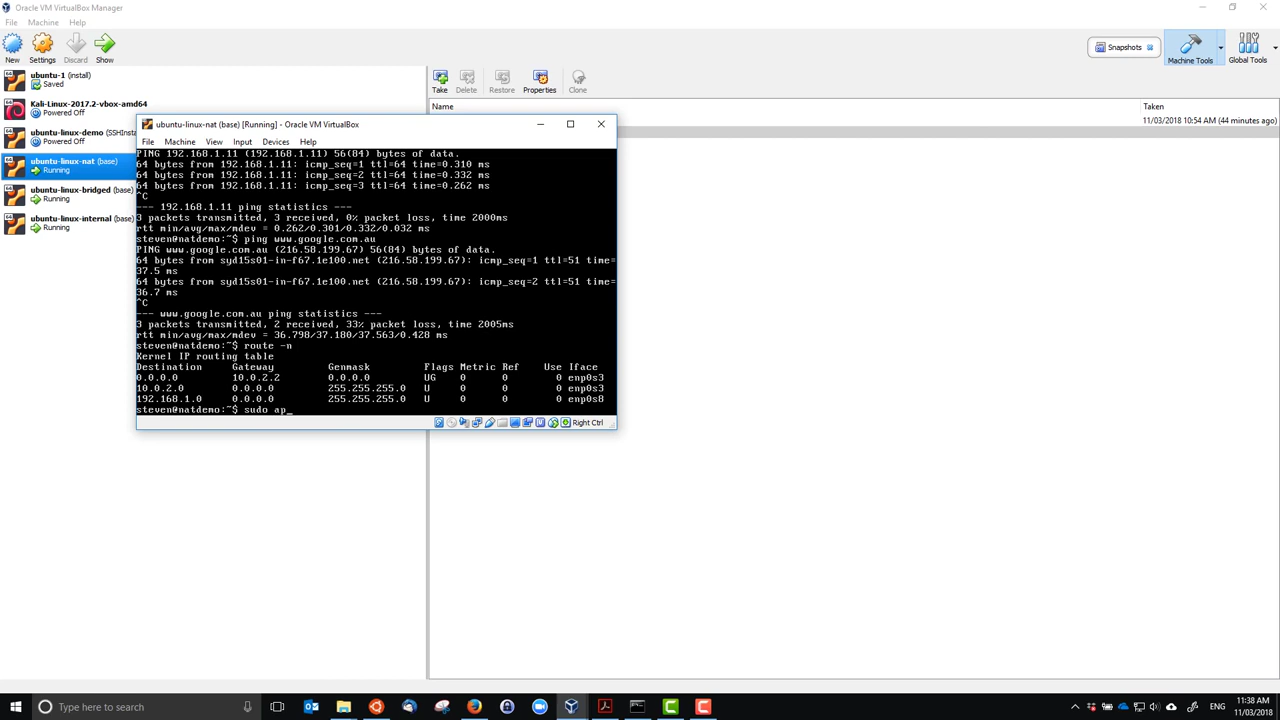 Oracle VM VirtualBox Manager
File Machine Help
New Settings Discard Show
Snapshots
Machine Tools
Global Tools
ubuntu-1 (install)
Saved
Kali-Linux-2017.2-vbox-amd64
Powered Off
ubuntu-linux-demo (SSHInsta
Powered Off
ubuntu-linux-nat (base)
Running
ubuntu-linux-bridged (base)
Running
ubuntu-linux-internal (base)
Running
Take Delete Restore Properties Clone
Name Taken
11/03/2018 10:54 AM (44 minutes ago)
ubuntu-linux-nat (base) [Running] - Oracle VM VirtualBox
File Machine View Input Devices Help
PING 192.168.1.11 (192.168.1.11) 56(84) bytes of data.
64 bytes from 192.168.1.11: icmp_seq=1 ttl=64 time=0.310 ms
64 bytes from 192.168.1.11: icmp_seq=2 ttl=64 time=0.332 ms
64 bytes from 192.168.1.11: icmp_seq=3 ttl=64 time=0.262 ms
^C
--- 192.168.1.11 ping statistics ---
3 packets transmitted, 3 received, 0% packet loss, time 2000ms
rtt min/avg/max/mdev = 0.262/0.301/0.332/0.032 ms
steven@natdemo:~$ ping www.google.com.au
PING www.google.com.au (216.58.199.67) 56(84) bytes of data.
64 bytes from syd15s01-in-f67.1e100.net (216.58.199.67): icmp_seq=1 ttl=51 time=
37.5 ms
64 bytes from syd15s01-in-f67.1e100.net (216.58.199.67): icmp_seq=2 ttl=51 time=
36.7 ms
^C
--- www.google.com.au ping statistics ---
3 packets transmitted, 2 received, 33% packet loss, time 2005ms
rtt min/avg/max/mdev = 36.798/37.180/37.563/0.428 ms
steven@natdemo:~$ route -n
Kernel IP routing table
Destination Gateway Genmask Flags Metric Ref Use Iface
0.0.0.0 10.0.2.2 0.0.0.0 UG 0 0 0 enp0s3
10.0.2.0 0.0.0.0 255.255.255.0 U 0 0 0 enp0s3
192.168.1.0 0.0.0.0 255.255.255.0 U 0 0 0 enp0s8
steven@natdemo:~$ sudo ap_
Right Ctrl
Type here to search
ENG
11:38 AM
11/03/2018